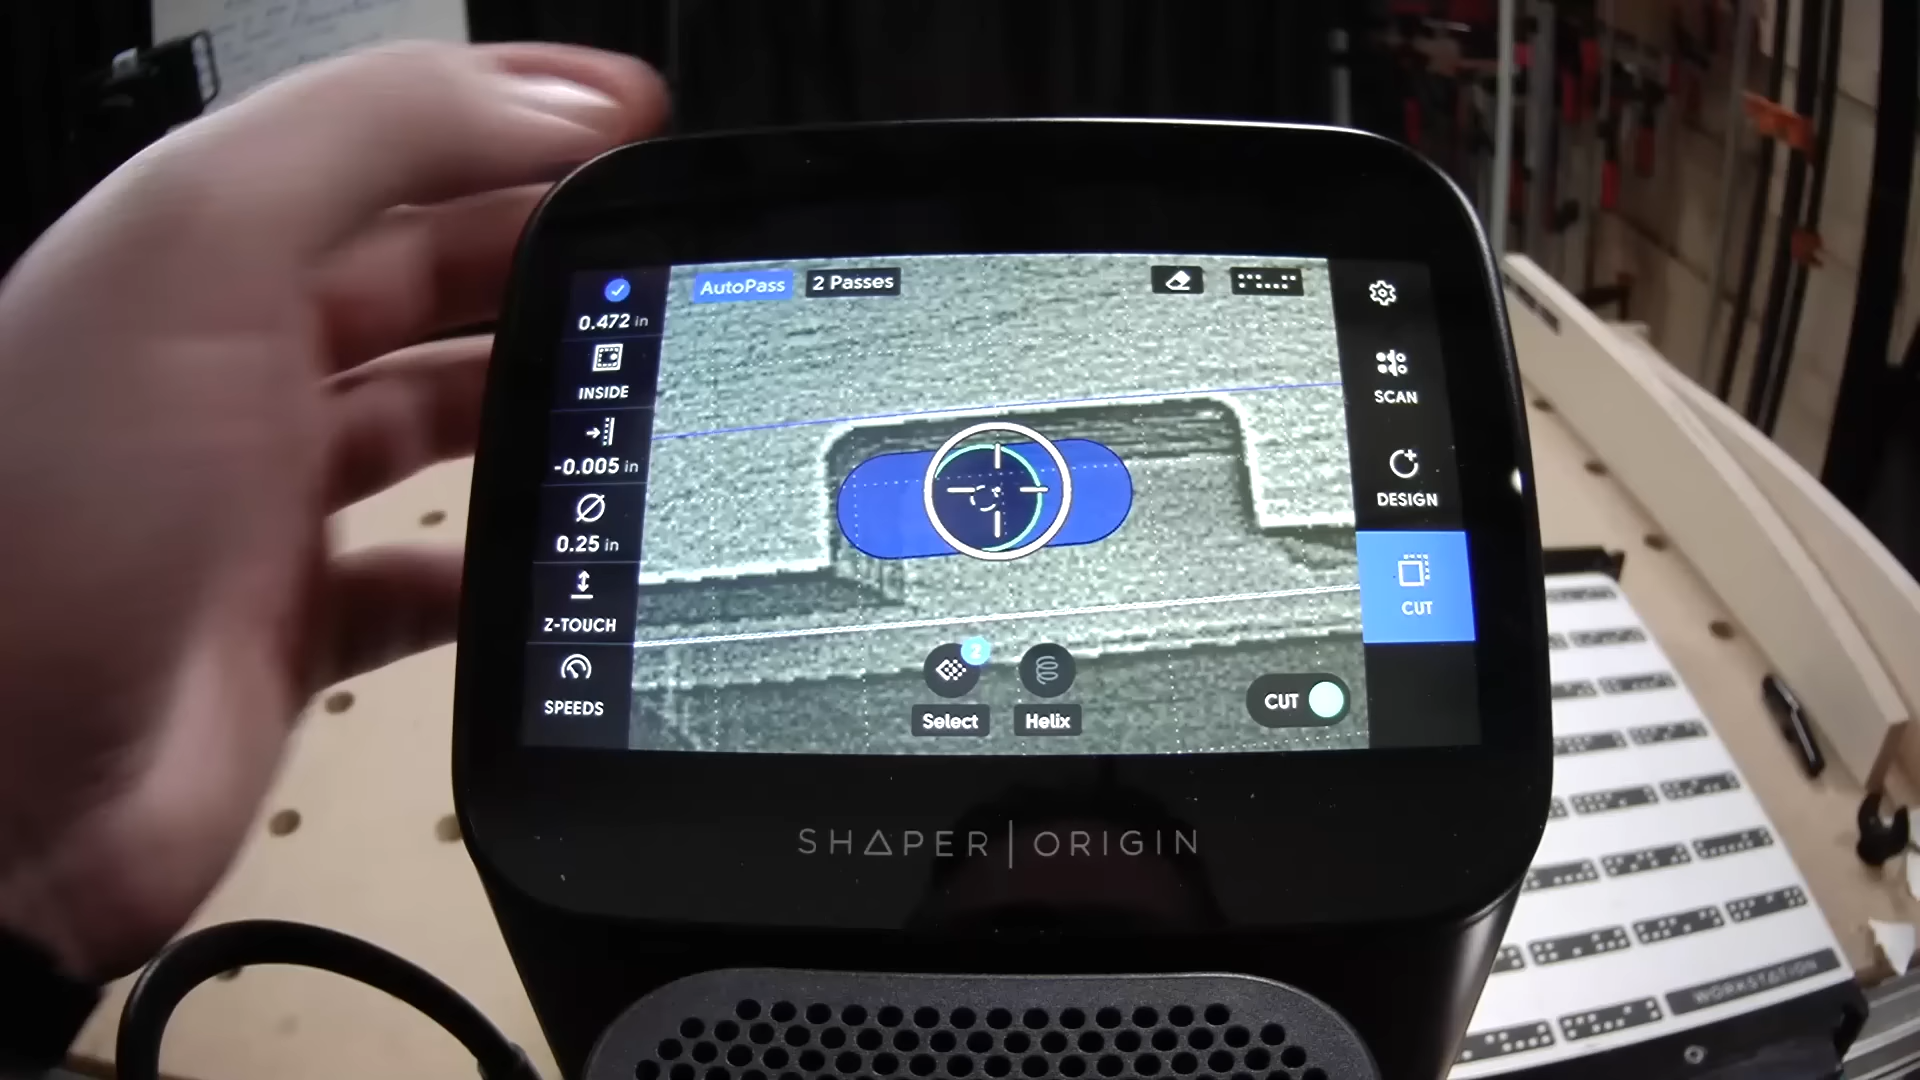 AutoPass
2 Passes
0.472 in
INSIDE
-0.005 in
0.25 in
Z-TOUCH
SPEEDS
2
Select
Helix
CUT
SCAN
DESIGN
CUT
SHAPER | ORIGIN
WORKSTATION